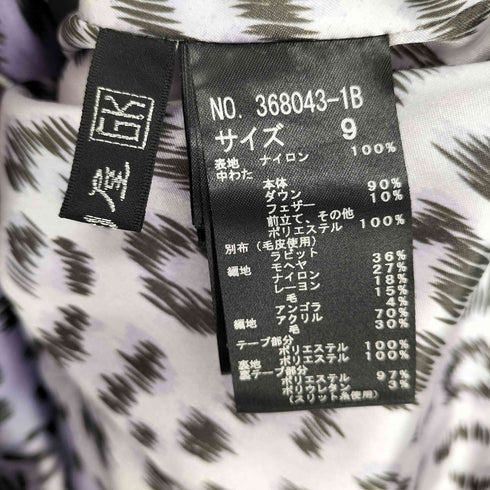 NO. 368043-1B
サイズ 9
表地 ナイロン 100%
中わた
本体
ダウン 90%
フェザー 10%
前立て、その他
ポリエステル 100%
別布（毛皮使用）
ラビット
編地 モヘヤ 36%
ナイロン 27%
レーヨン 18%
毛 15%
アンゴラ 4%
編地 アクリル 70%
毛 30%
テープ部分
ポリエステル 100%
裏地 ポリエステル 100%
裏テープ部分
ポリエステル 97%
ポリウレタン 3%
（スリット糸使用）